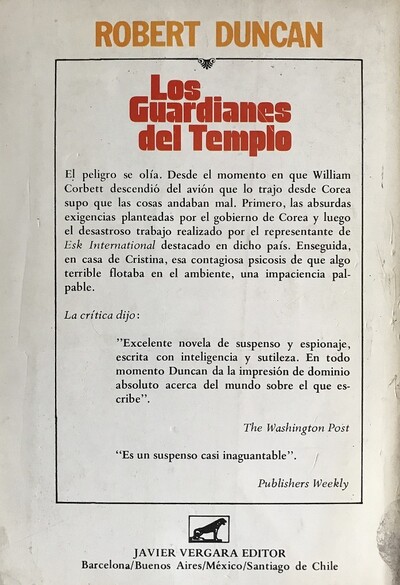 ROBERT DUNCAN
Los
Guardianes
del Templo
El peligro se olía. Desde el momento en que William
Corbett descendió del avión que lo trajo desde Corea
supo que las cosas andaban mal. Primero, las absurdas
exigencias planteadas por el gobierno de Corea y luego
el desastroso trabajo realizado por el representante de
Esk International destacado en dicho país. Enseguida,
en casa de Cristina, esa contagiosa psicosis de que algo
terrible flotaba en el ambiente, una impaciencia pal-
pable.
La crítica dijo:
"Excelente novela de suspenso y espionaje,
escrita con inteligencia y sutileza. En todo
momento Duncan da la impresión de dominio
absoluto acerca del mundo sobre el que es-
cribe".
The Washington Post
"Es un suspenso casi inaguantable".
Publishers Weekly
JAVIER VERGARA EDITOR
Barcelona/Buenos Aires/México/Santiago de Chile